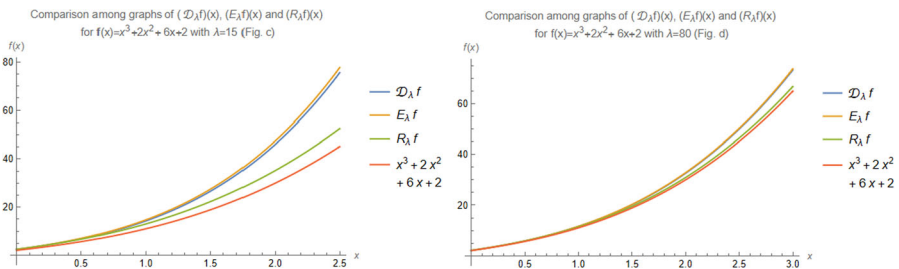 Comparison among graphs of ( 𝒟λf)(x), (Eλf)(x) and (Rλf)(x)
for f(x)=x³+2x²+ 6x+2 with λ=15 (Fig. c)
f(x)
80
60
40
20
0.5 1.0 1.5 2.0 2.5
x
𝒟λ f
Eλ f
Rλ f
x³ + 2 x²
+ 6 x + 2
Comparison among graphs of ( 𝒟λf)(x), (Eλf)(x) and (Rλf)(x)
for f(x)=x³+2x²+ 6x+2 with λ=80 (Fig. d)
f(x)
60
40
20
0.5 1.0 1.5 2.0 2.5 3.0
x
𝒟λ f
Eλ f
Rλ f
x³ + 2 x²
+ 6 x + 2